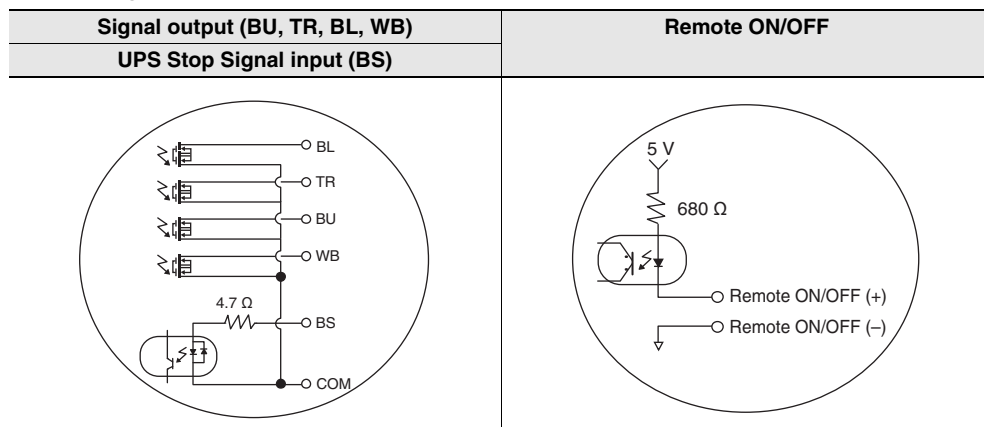 Signal output (BU, TR, BL, WB)
UPS Stop Signal input (BS)
Remote ON/OFF
BL
TR
BU
WB
4.7 Ω
BS
COM
5 V
680 Ω
Remote ON/OFF (+)
Remote ON/OFF (–)